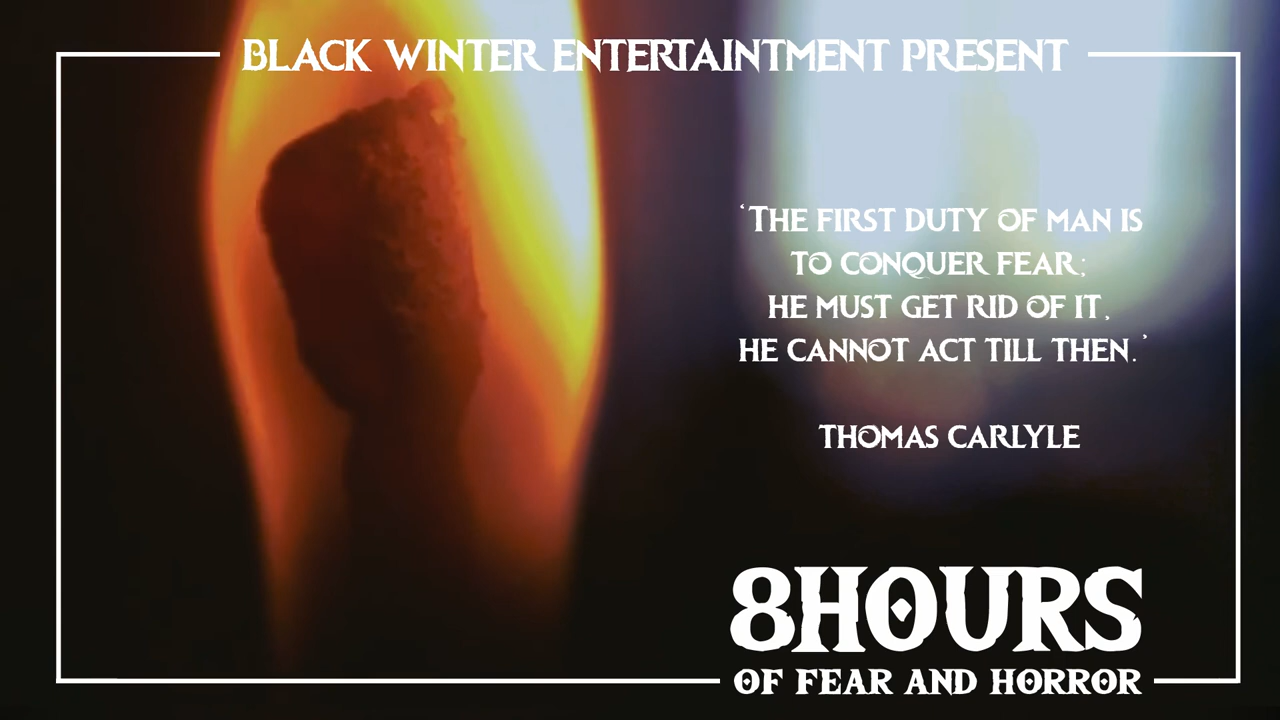 BLACK WINTER ENTERTAINTMENT PRESENT
‘THE FIRST DUTY OF MAN IS
TO CONQUER FEAR;
HE MUST GET RID OF IT,
HE CANNOT ACT TILL THEN.’
THOMAS CARLYLE
8HOURS
OF FEAR AND HORROR